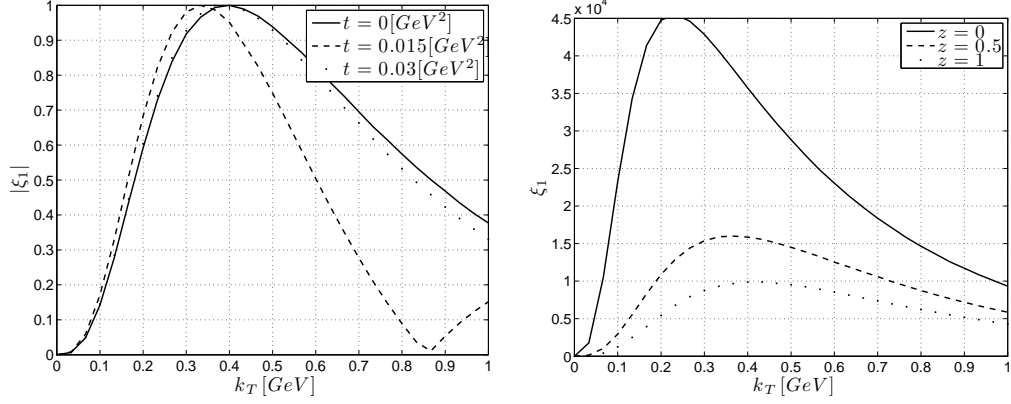 1
0.9
0.8
0.7
0.6
0.5
0.4
0.3
0.2
0.1
0
|ξ₁|
0 0.1 0.2 0.3 0.4 0.5 0.6 0.7 0.8 0.9 1
k_T[GeV]
t = 0[GeV²]
t = 0.015[GeV²]
t = 0.03[GeV²]
x 10⁴
4.5
4
3.5
3
2.5
2
1.5
1
0.5
0
ξ₁
0 0.1 0.2 0.3 0.4 0.5 0.6 0.7 0.8 0.9 1
k_T[GeV]
z = 0
z = 0.5
z = 1